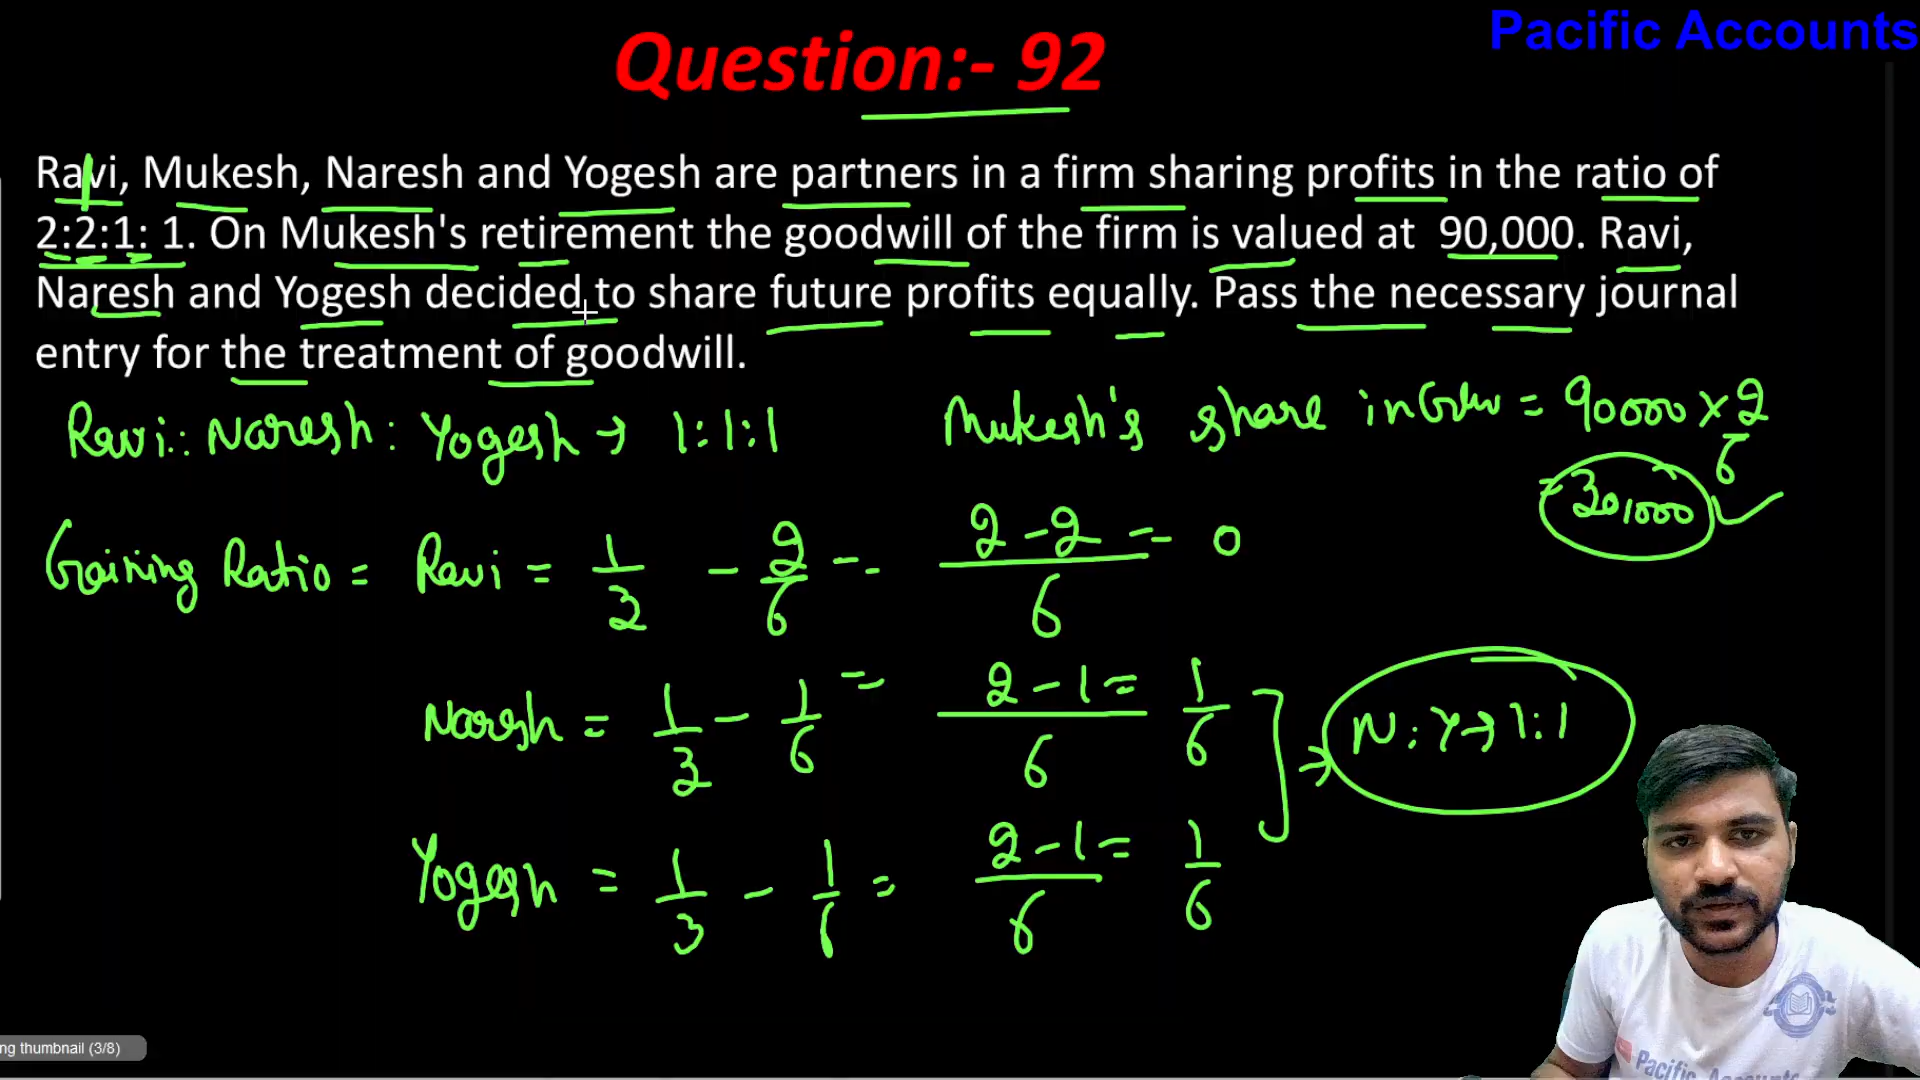 Pacific Accounts
Question:- 92
Ravi, Mukesh, Naresh and Yogesh are partners in a firm sharing profits in the ratio of
2:2:1: 1. On Mukesh's retirement the goodwill of the firm is valued at 90,000. Ravi,
Naresh and Yogesh decided to share future profits equally. Pass the necessary journal
entry for the treatment of goodwill.
Ravi : Naresh : Yogesh → 1:1:1
Mukesh's share in G/w = 90000 × 2/6
= 30,000
Gaining Ratio = Ravi = 1/3 - 2/6 = 2-2/6 = 0
Naresh = 1/3 - 1/6 = 2-1/6 = 1/6
N:Y → 1:1
Yogesh = 1/3 - 1/6 = 2-1/6 = 1/6
ng thumbnail (3/8)
Pacific Accounts